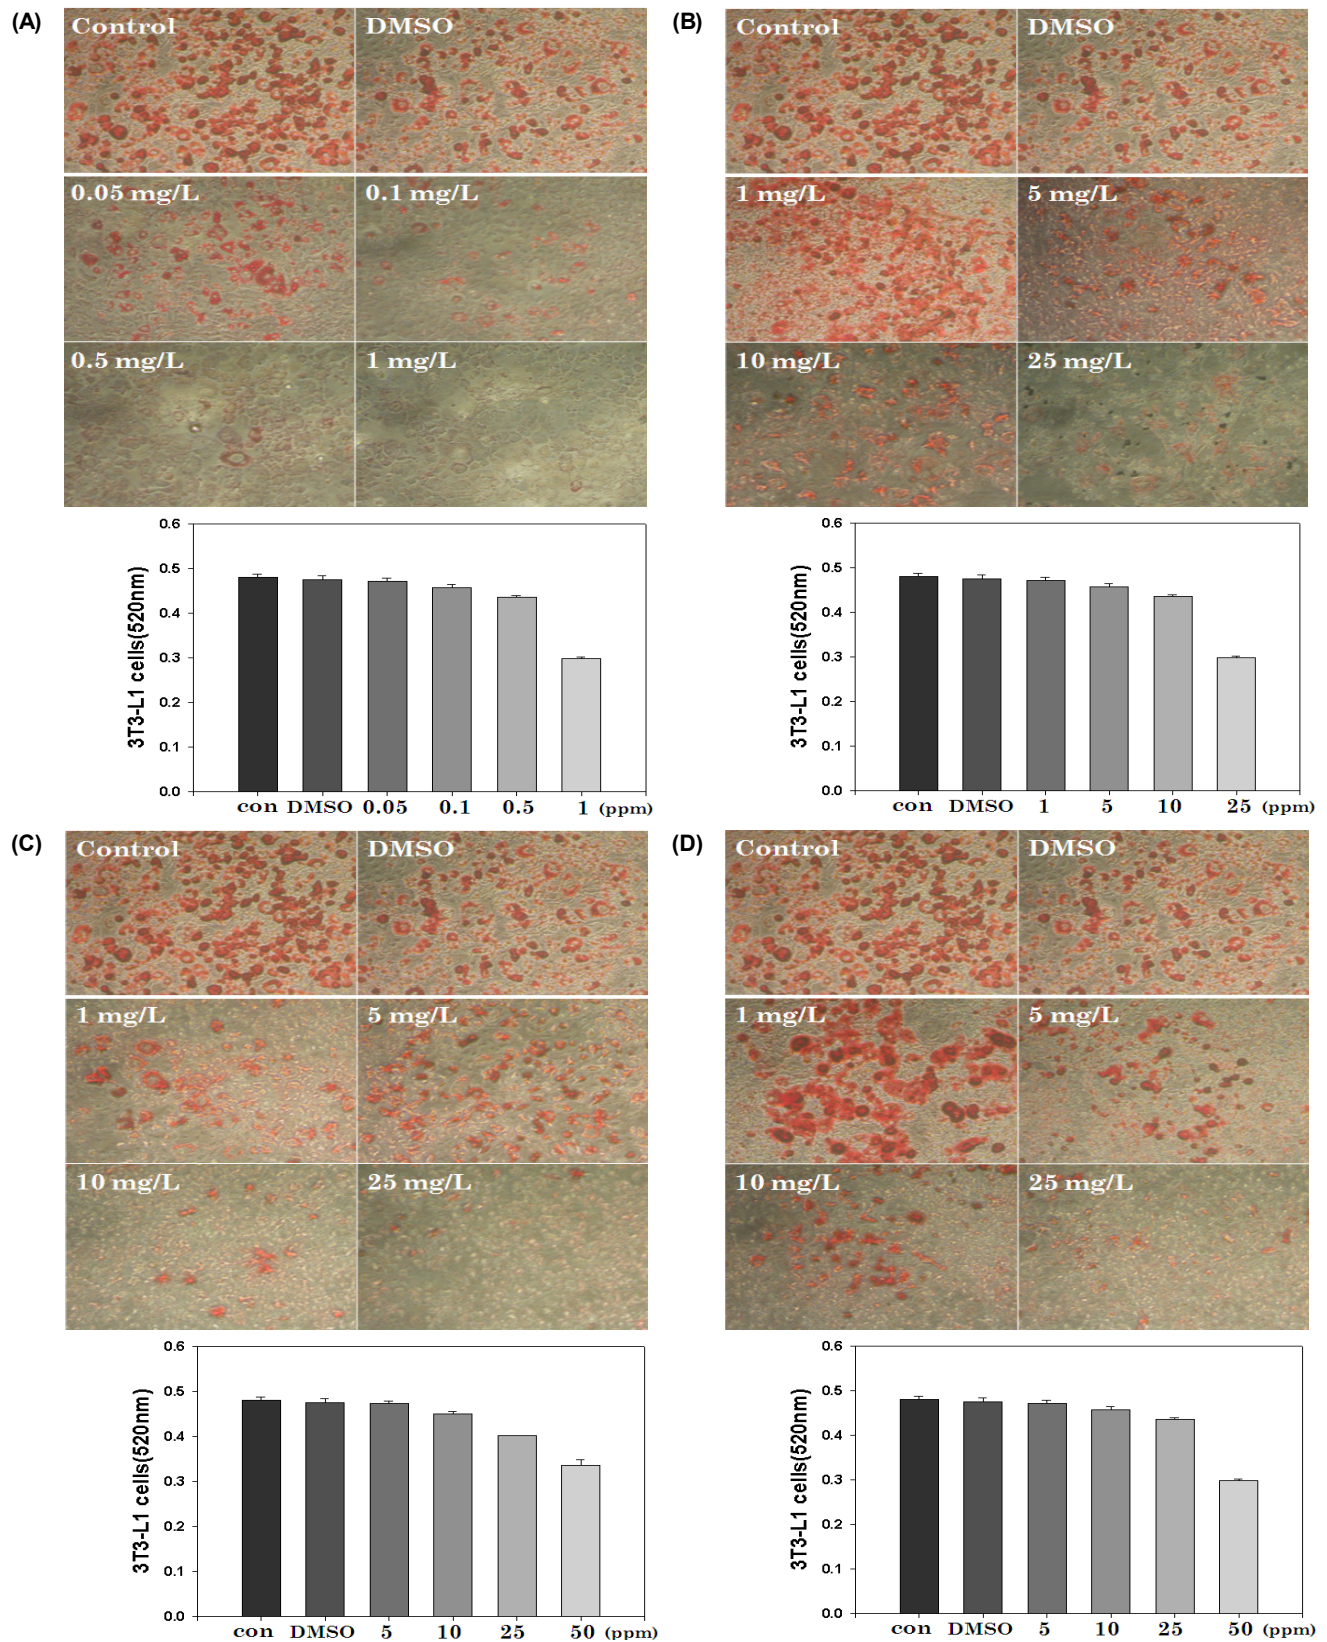 (A)
Control
DMSO
0.05 mg/L
0.1 mg/L
0.5 mg/L
1 mg/L
3T3-L1 cells(520nm)
0.6
0.5
0.4
0.3
0.2
0.1
0.0
con DMSO 0.05 0.1 0.5 1 (ppm)
(B)
Control
DMSO
1 mg/L
5 mg/L
10 mg/L
25 mg/L
3T3-L1 cells(520nm)
0.6
0.5
0.4
0.3
0.2
0.1
0.0
con DMSO 1 5 10 25 (ppm)
(C)
Control
DMSO
1 mg/L
5 mg/L
10 mg/L
25 mg/L
3T3-L1 cells(520nm)
0.6
0.5
0.4
0.3
0.2
0.1
0.0
con DMSO 5 10 25 50 (ppm)
(D)
Control
DMSO
1 mg/L
5 mg/L
10 mg/L
25 mg/L
3T3-L1 cells(520nm)
0.6
0.5
0.4
0.3
0.2
0.1
0.0
con DMSO 5 10 25 50 (ppm)